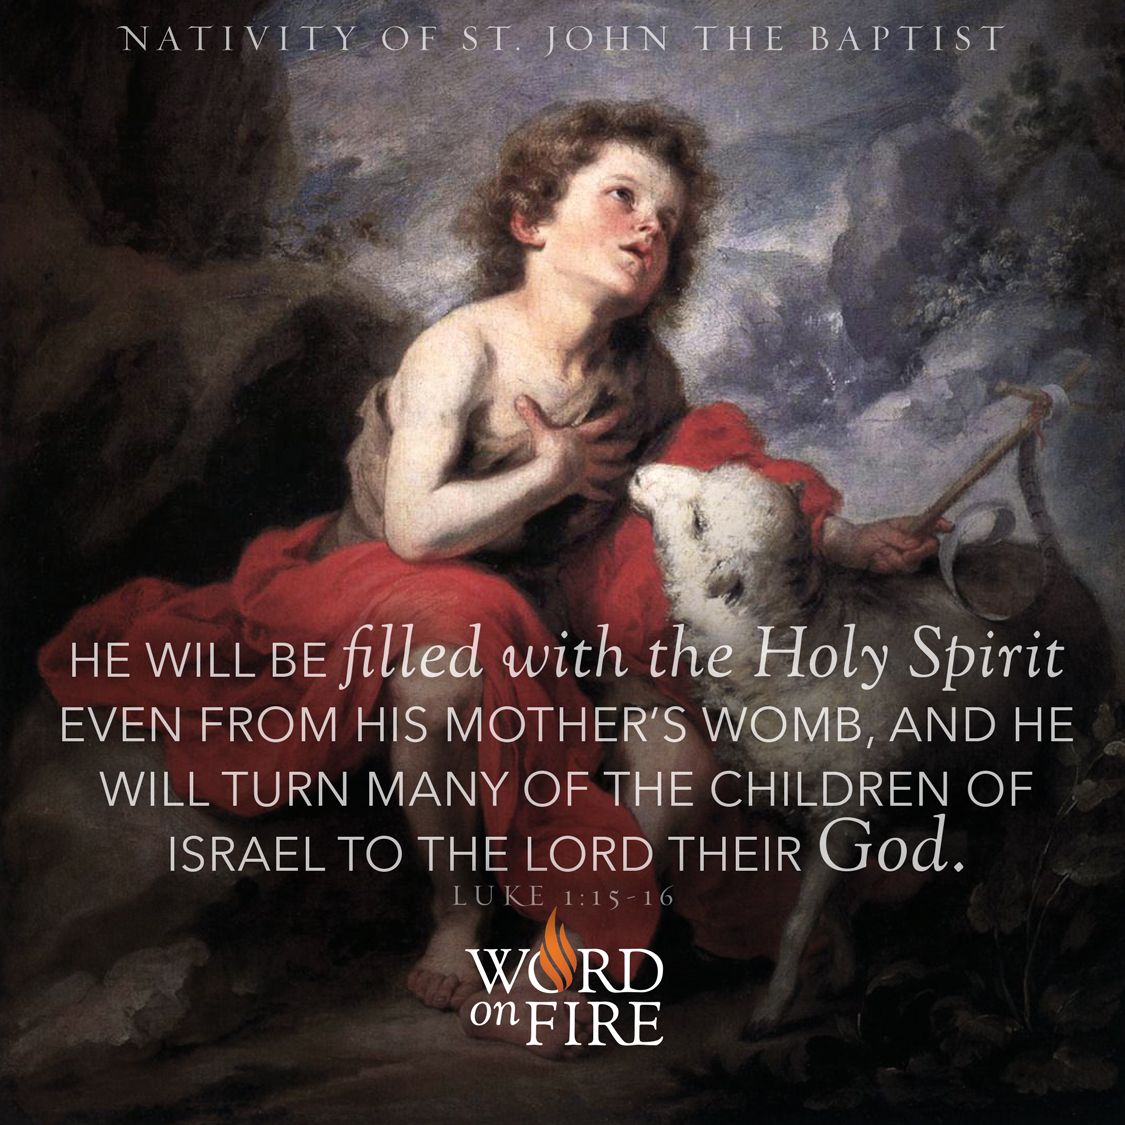 NATIVITY OF ST. JOHN THE BAPTIST
HE WILL BE filled with the Holy Spirit
EVEN FROM HIS MOTHER’S WOMB, AND HE
WILL TURN MANY OF THE CHILDREN OF
ISRAEL TO THE LORD THEIR God.
LUKE 1:15-16
WORD
on FIRE